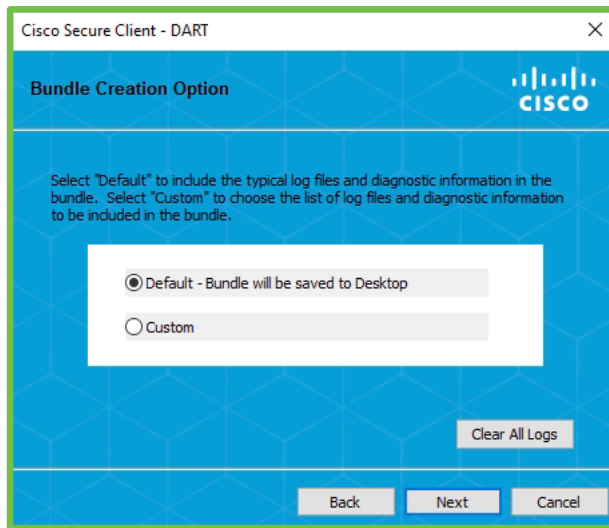 Cisco Secure Client - DART
Bundle Creation Option
CISCO
Select "Default" to include the typical log files and diagnostic information in the
bundle. Select "Custom" to choose the list of log files and diagnostic information
to be included in the bundle.
Default - Bundle will be saved to Desktop
Custom
Clear All Logs
Back Next Cancel